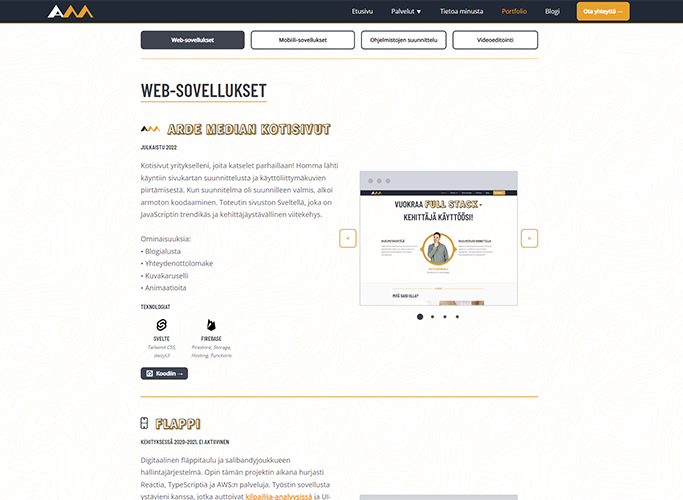 Etusivu Palvelut ▼ Tietoa minusta Portfolio Blogi Ota yhteyttä →
Web-sovellukset Mobiili-sovellukset Ohjelmistojen suunnittelu Videoeditointi
WEB-SOVELLUKSET
ARDE MEDIAN KOTISIVUT
JULKAISTU 2022
Kotisivut yritykselleni, joita katselet parhaillaan! Homma lähti
käyntiin sivukartan suunnittelusta ja käyttöliittymäkuvien
piirtämisestä. Kun suunnitelma oli suunnilleen valmis, alkoi
armoton koodaaminen. Toteutin sivuston Sveltellä, joka on
JavaScriptin trendikäs ja kehittäjäystävällinen viitekehys.
Ominaisuuksia:
• Blogialusta
• Yhteydenottolomake
• Kuvakaruselli
• Animaatioita
TEKNOLOGIAT
SVELTE FIREBASE
Tailwind CSS, Firestore, Storage,
daisyUI Hosting, Functions
Koodiin →
< >
VUOKRAA FULL STACK -
KEHITTÄJÄ KÄYTTÖÖSI!
MITÄ SAISI OLLA?
FLAPPI
KEHITYKSESSÄ 2020-2021, EI AKTIIVINEN
Digitaalinen fläppitaulu ja salibandyjoukkueen
hallintajärjestelmä. Opin tämän projektin aikana hurjasti
Reactia, TypeScriptiä ja AWS:n palveluja. Työstin sovellusta
ystävieni kanssa, jotka auttoivat kilpailija-analyysissä ja UI-